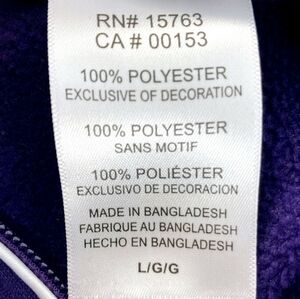 RN# 15763
CA # 00153
100% POLYESTER
EXCLUSIVE OF DECORATION
100% POLYESTER
SANS MOTIF
100% POLIÉSTER
EXCLUSIVO DE DECORACION
MADE IN BANGLADESH
FABRIQUE AU BANGLADESH
HECHO EN BANGLADESH
L/G/G